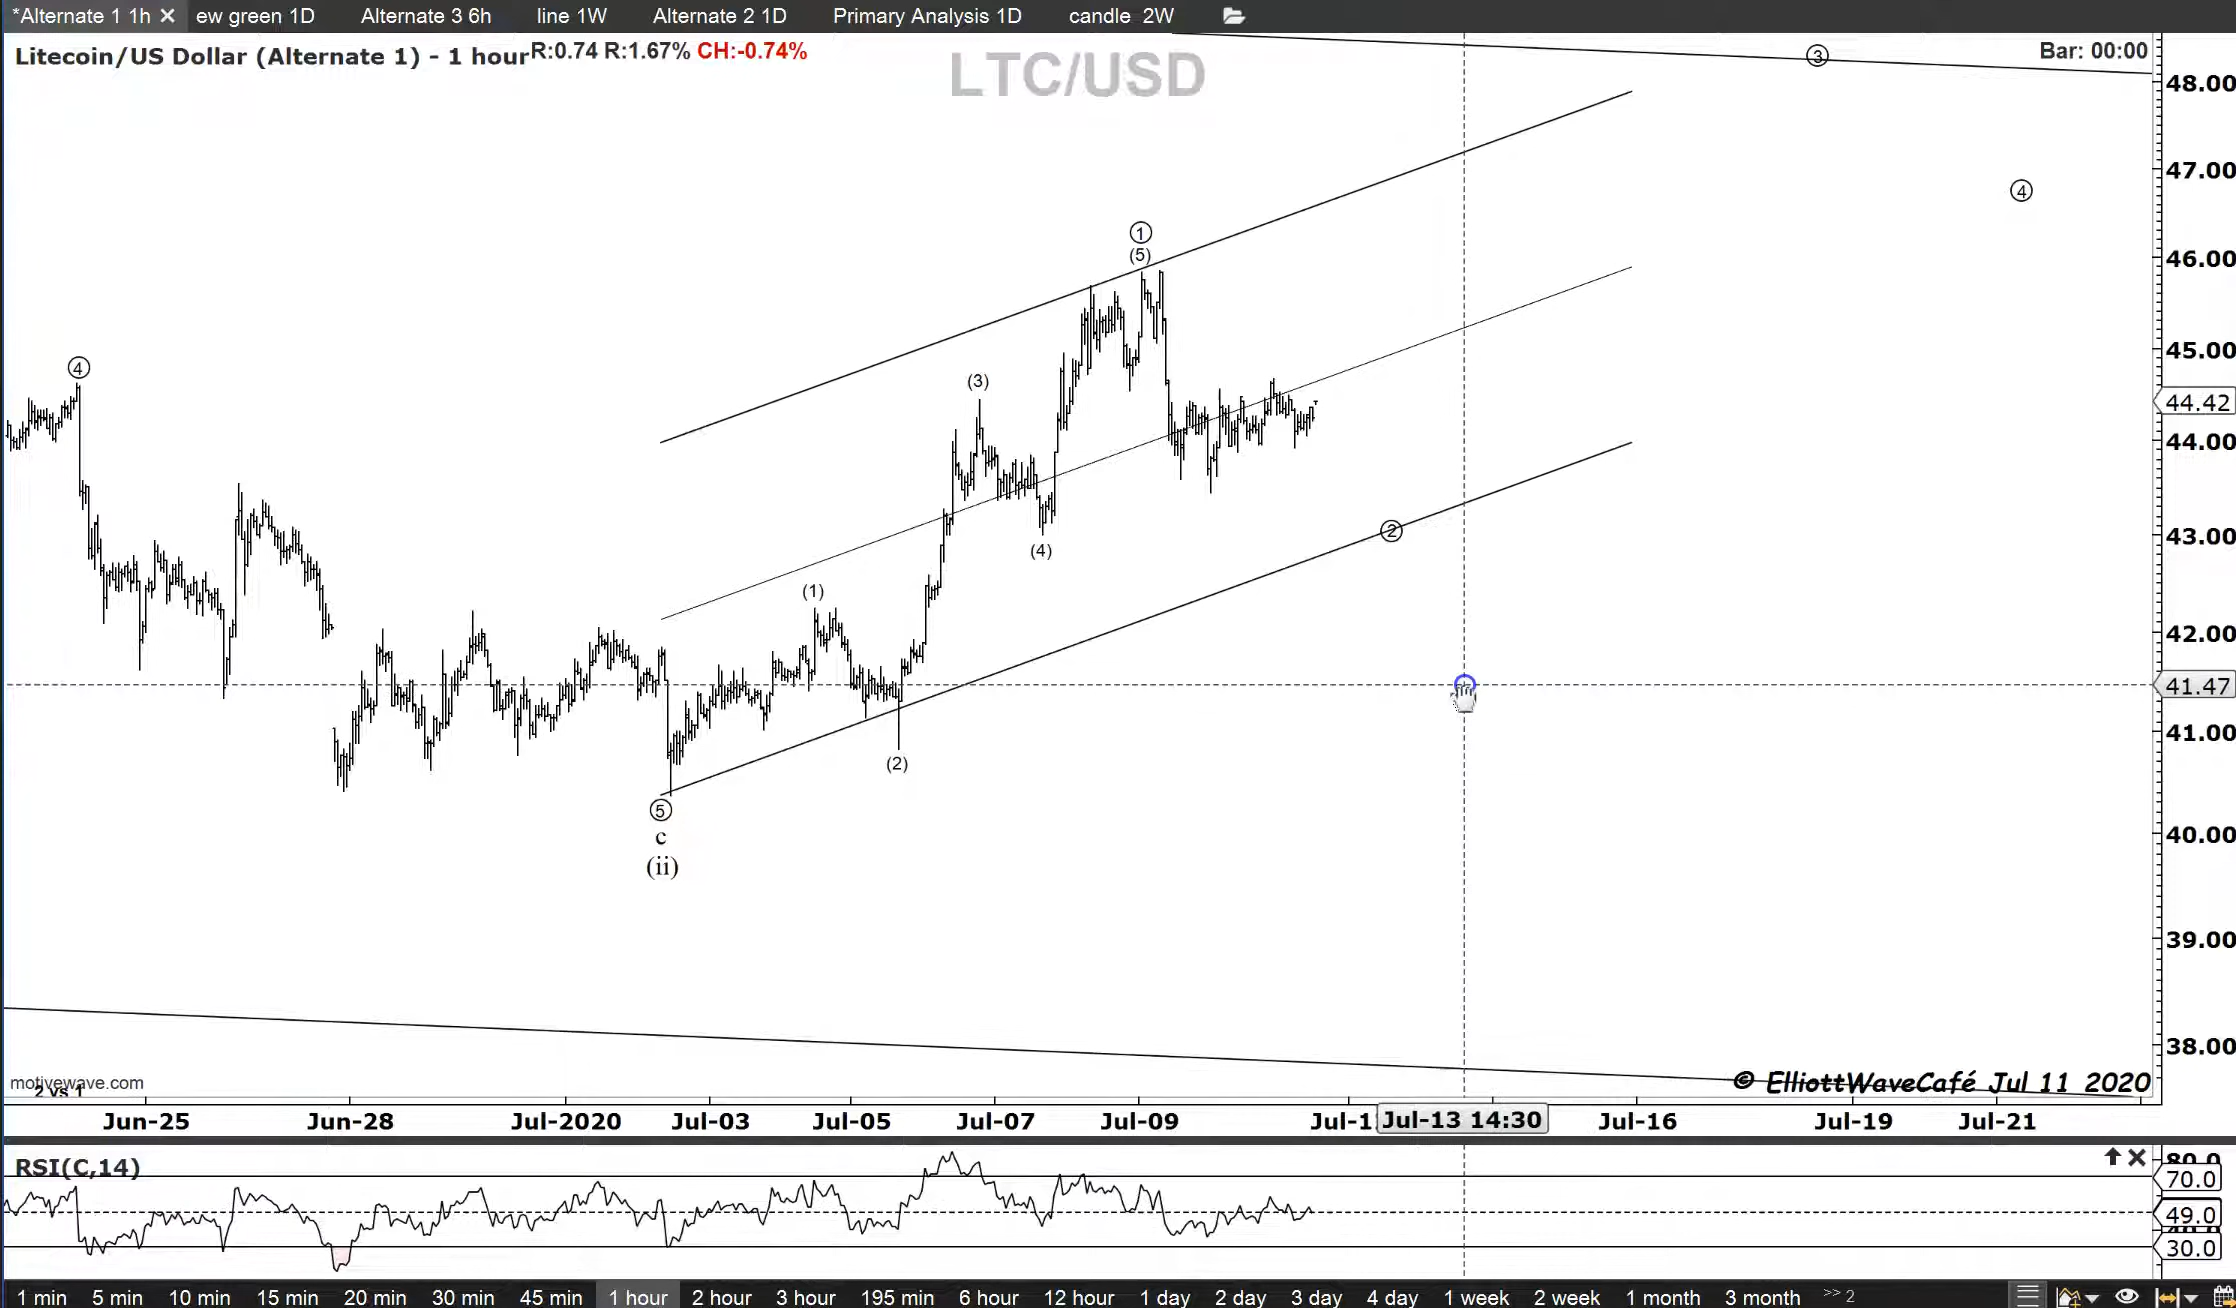 *Alternate 1 1h ✕ ew green 1D Alternate 3 6h line 1W Alternate 2 1D Primary Analysis 1D candle 2W
Litecoin/US Dollar (Alternate 1) - 1 hour R:0.74 R:1.67% CH:-0.74%
LTC/USD
Bar: 00:00
③
48.00
47.00
④
46.00
①
(5)
45.00
④
(3)
44.42
44.00
43.00
②
(4)
(1)
42.00
41.47
41.00
(2)
⑤
c
(ii)
40.00
39.00
38.00
motivewave.com
2 vs 1
© ElliottWaveCafé Jul 11 2020
Jun-25 Jun-28 Jul-2020 Jul-03 Jul-05 Jul-07 Jul-09 Jul-1 Jul-13 14:30 Jul-16 Jul-19 Jul-21
RSI(C,14)
80.0
70.0
49.0
30.0
1 min 5 min 10 min 15 min 20 min 30 min 45 min 1 hour 2 hour 3 hour 195 min 6 hour 12 hour 1 day 2 day 3 day 4 day 1 week 2 week 1 month 3 month >> 2